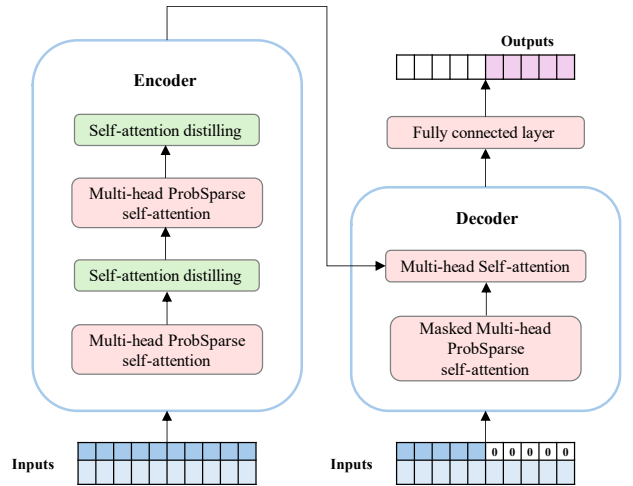 Encoder
Self-attention distilling
Multi-head ProbSparse
self-attention
Self-attention distilling
Multi-head ProbSparse
self-attention
Inputs
Outputs
Fully connected layer
Decoder
Multi-head Self-attention
Masked Multi-head
ProbSparse
self-attention
0 0 0 0 0
Inputs